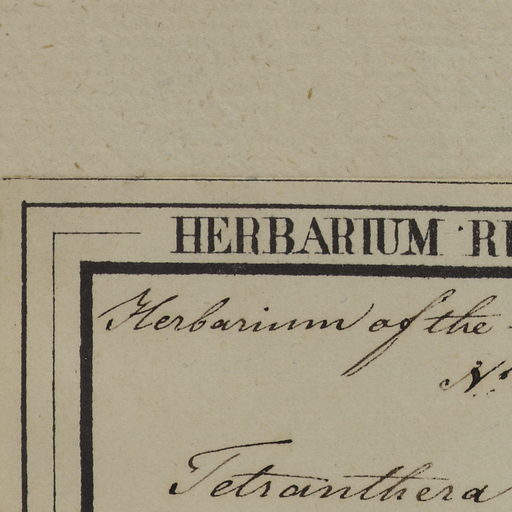 HERBARIUM
Herbarium of the
No.
Tetranthera